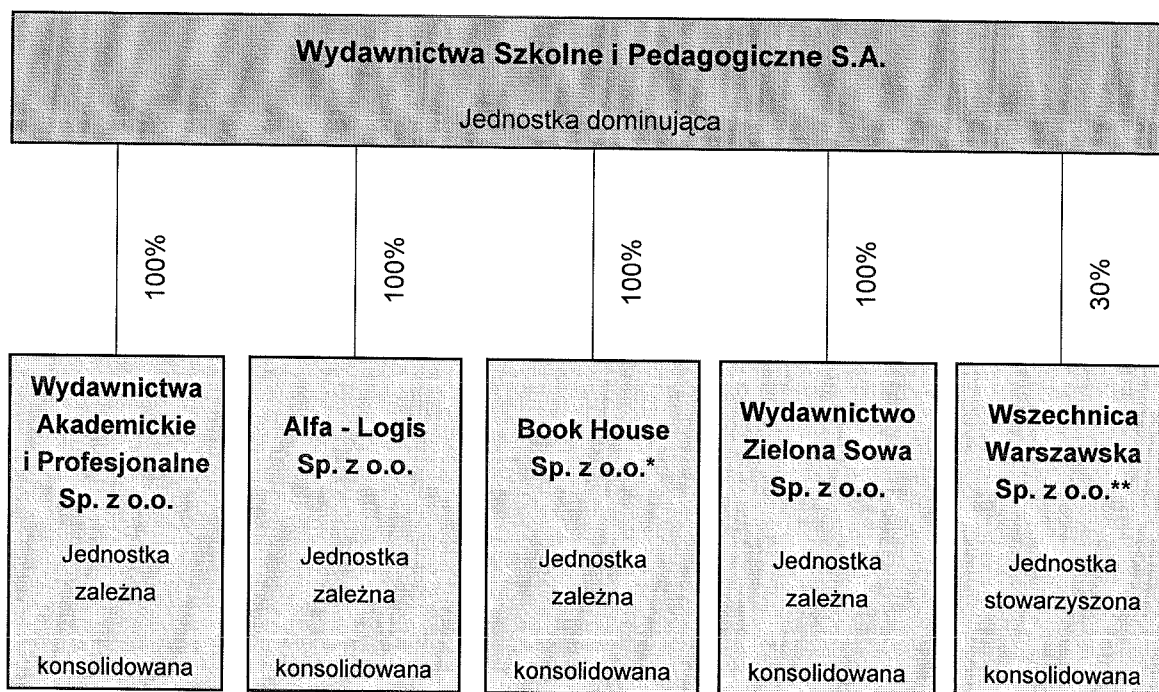 Wydawnictwa Szkolne i Pedagogiczne S.A.
Jednostka dominująca
100%
100%
100%
100%
30%
Wydawnictwa
Akademickie
i Profesjonalne
Sp. z o.o.
Jednostka
zależna
konsolidowana
Alfa - Logis
Sp. z o.o.
Jednostka
zależna
konsolidowana
Book House
Sp. z o.o.*
Jednostka
zależna
konsolidowana
Wydawnictwo
Zielona Sowa
Sp. z o.o.
Jednostka
zależna
konsolidowana
Wszechnica
Warszawska
Sp. z o.o.**
Jednostka
stowarzyszona
konsolidowana